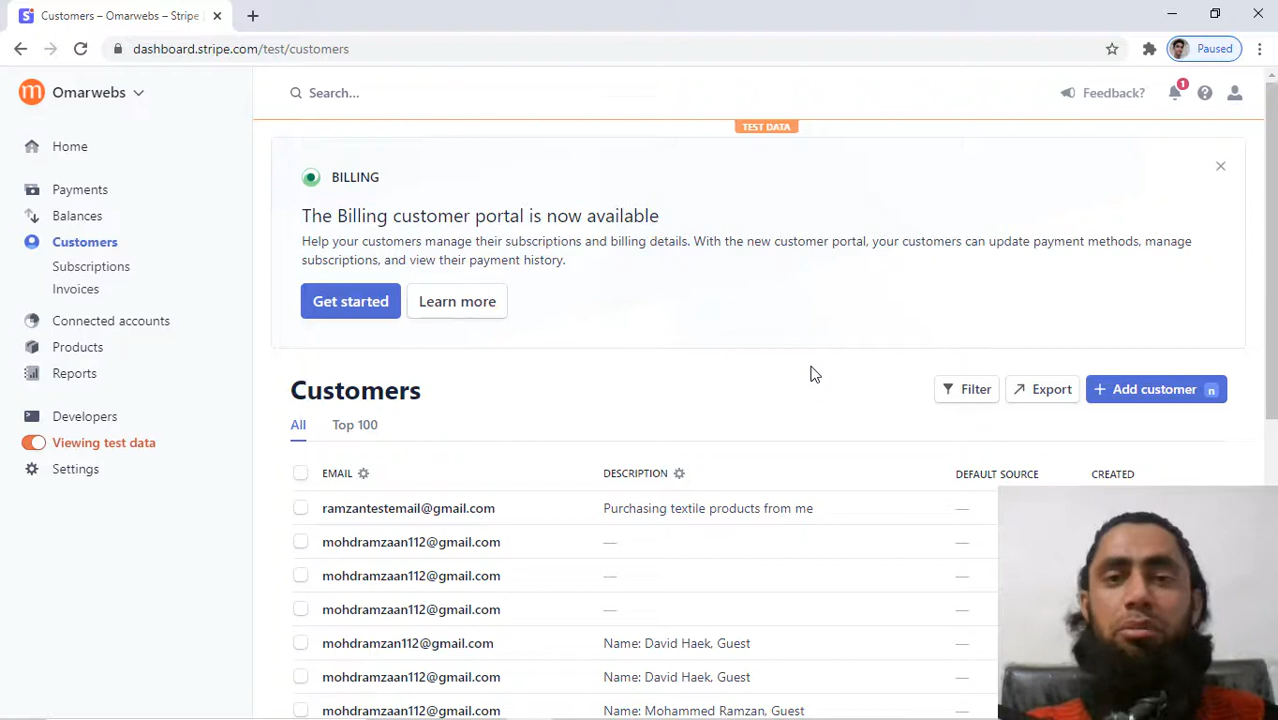 Customers – Omarwebs – Stripe
dashboard.stripe.com/test/customers
Paused
Omarwebs
Search...
Feedback?
1
TEST DATA
Home
Payments
Balances
Customers
Subscriptions
Invoices
Connected accounts
Products
Reports
Developers
Viewing test data
Settings
BILLING
The Billing customer portal is now available
Help your customers manage their subscriptions and billing details. With the new customer portal, your customers can update payment methods, manage
subscriptions, and view their payment history.
Get started
Learn more
Customers
Filter
Export
Add customer n
All
Top 100
EMAIL DESCRIPTION DEFAULT SOURCE CREATED
ramzantestemail@gmail.com Purchasing textile products from me —
mohdramzaan112@gmail.com — —
mohdramzaan112@gmail.com — —
mohdramzaan112@gmail.com — —
mohdramzan112@gmail.com Name: David Haek, Guest —
mohdramzaan112@gmail.com Name: David Haek, Guest —
mohdramzaan112@gmail.com Name: Mohammed Ramzan, Guest —